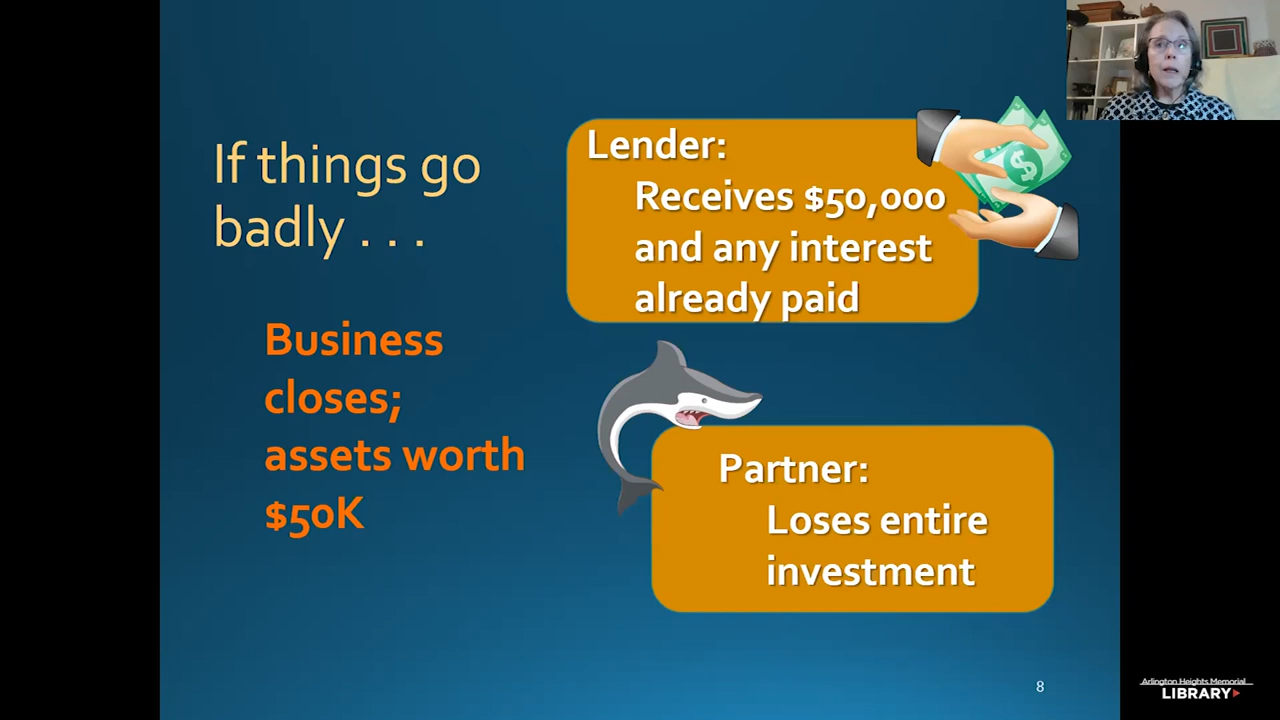 If things go
badly . . .
Business
closes;
assets worth
$50K
Lender:
Receives $50,000
and any interest
already paid
$
Partner:
Loses entire
investment
8
Arlington Heights Memorial
LIBRARY